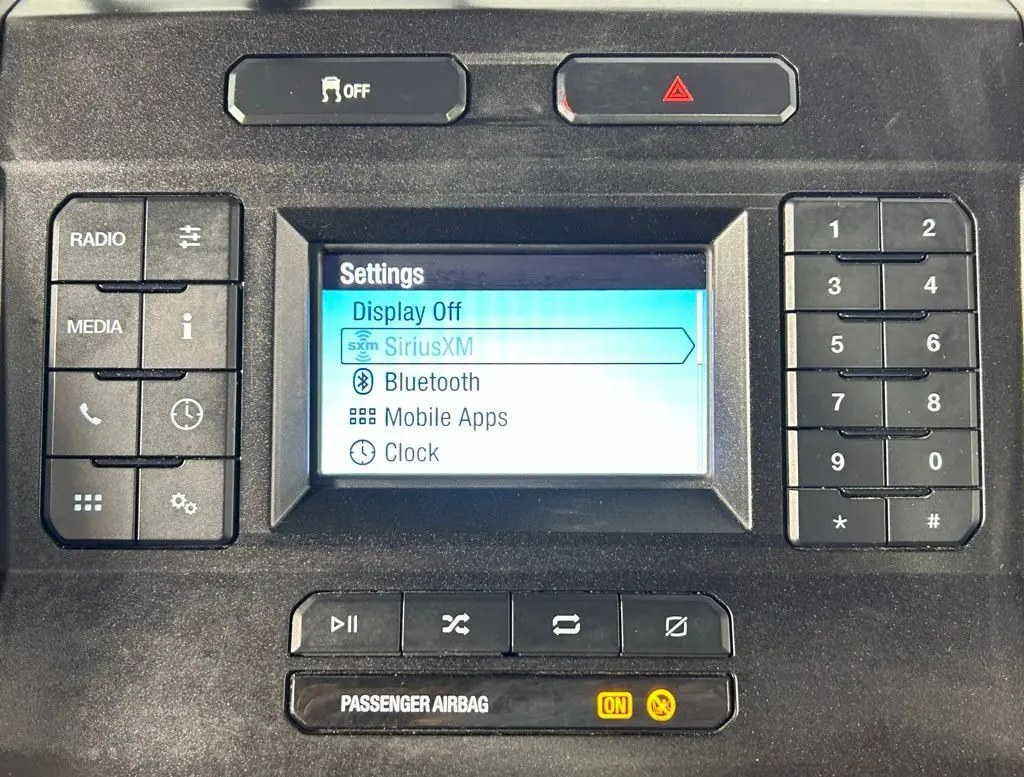 OFF
RADIO
MEDIA
i
Settings
Display Off
sxm SiriusXM
Bluetooth
Mobile Apps
Clock
1 2
3 4
5 6
7 8
9 0
* #
PASSENGER AIRBAG ON